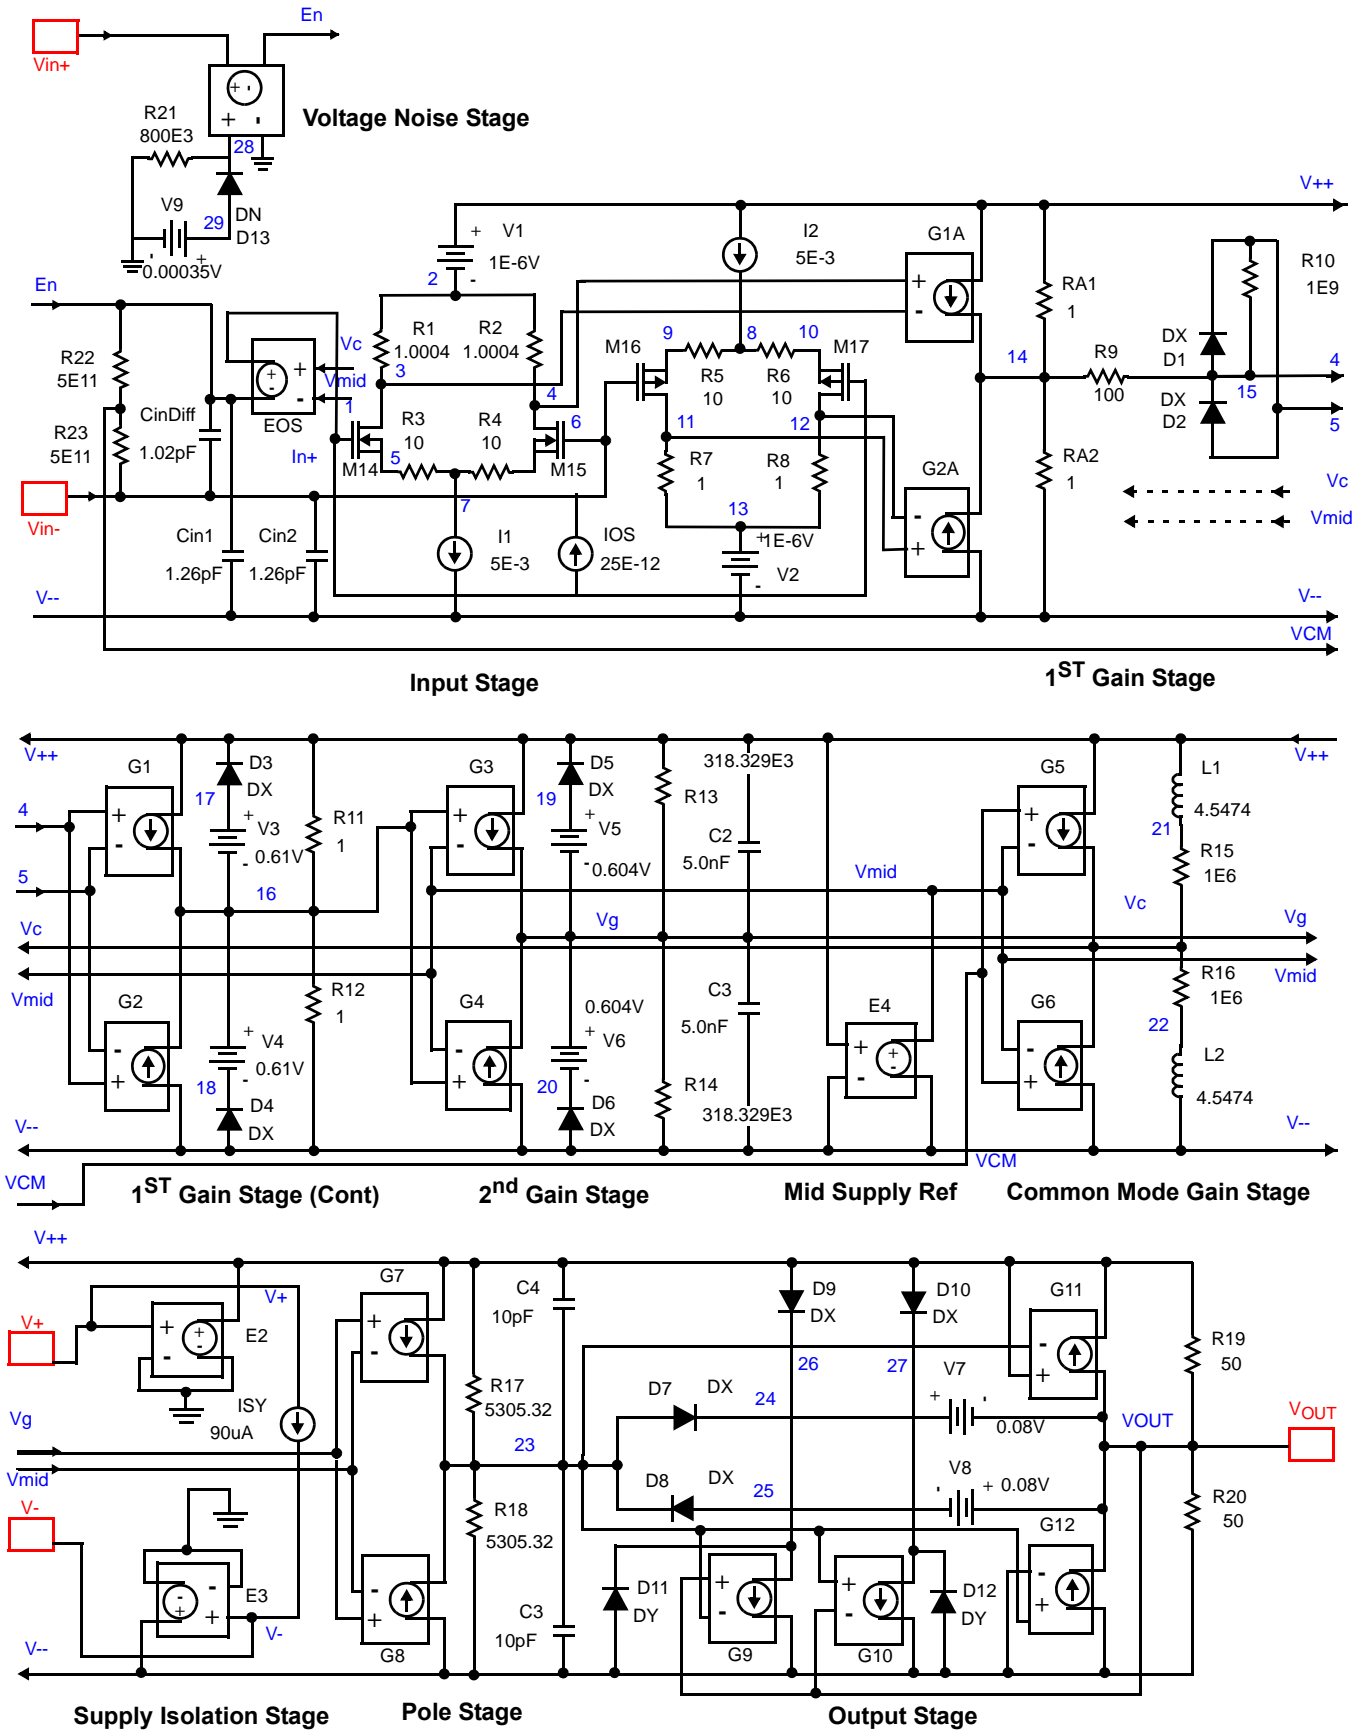 En
Vin+
R21
800E3
Voltage Noise Stage
28
V9
29
DN
D13
0.00035V
En
R22
5E11
R23
5E11
CinDiff
1.02pF
Vin-
Cin1
1.26pF
Cin2
1.26pF
EOS
Vc
Vmid
1
In+
V1
1E-6V
2
R1
1.0004
R2
1.0004
3
4
R3
10
R4
10
5
6
M14
M15
7
I1
5E-3
IOS
25E-12
I2
5E-3
M16
9
8
10
M17
R5
10
R6
10
11
12
R7
1
R8
1
13
1E-6V
V2
G1A
G2A
V++
RA1
1
14
R9
100
RA2
1
DX
D1
DX
D2
R10
1E9
15
4
5
Vc
Vmid
V--
V--
VCM
Input Stage
1ST Gain Stage
V++
G1
4
5
Vc
Vmid
G2
17
D3
DX
V3
0.61V
R11
1
16
R12
1
V4
0.61V
18
D4
DX
V--
VCM
1ST Gain Stage (Cont)
G3
G4
19
D5
DX
V5
0.604V
R13
318.329E3
C2
5.0nF
Vg
0.604V
V6
20
D6
DX
C3
5.0nF
R14
318.329E3
2nd Gain Stage
Vmid
E4
Mid Supply Ref
G5
G6
V++
L1
4.5474
21
R15
1E6
Vc
Vg
Vmid
R16
1E6
22
L2
4.5474
V--
VCM
Common Mode Gain Stage
V++
V+
V+
E2
ISY
90uA
Vg
Vmid
V-
E3
V-
V--
Supply Isolation Stage
G7
G8
R17
5305.32
23
R18
5305.32
C4
10pF
C3
10pF
Pole Stage
D9
DX
D10
DX
26
27
D7
DX
24
V7
0.08V
D8
DX
25
V8
0.08V
D11
DY
G9
G10
D12
DY
G11
G12
VOUT
R19
50
R20
50
VOUT
Output Stage